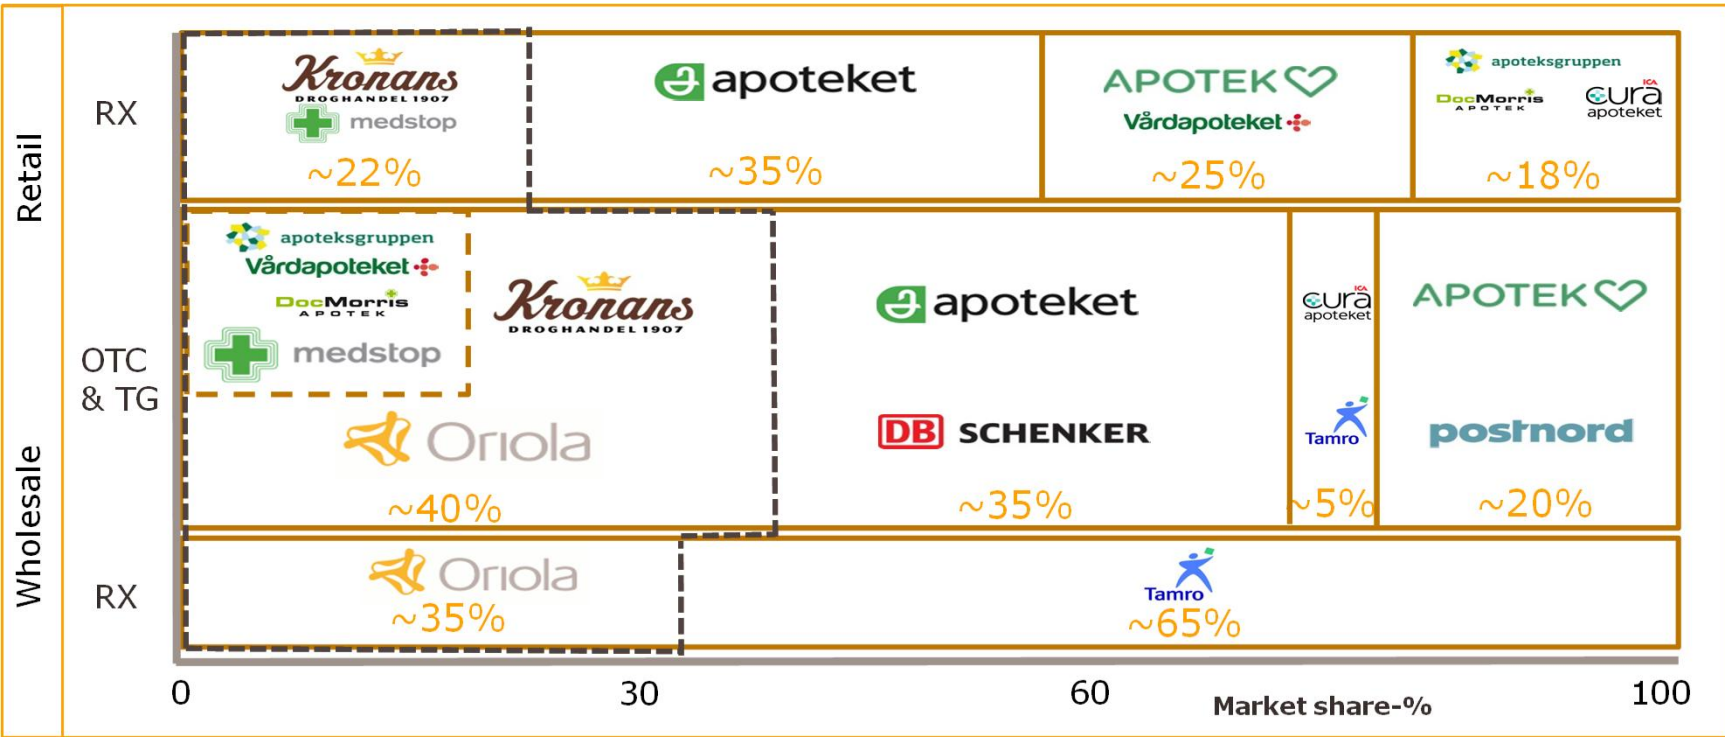 Retail
Wholesale
RX
Kronans
DROGHANDEL 1907
medstop
~22%
apoteket
~35%
APOTEK
Vårdapoteket
~25%
apoteksgruppen
DocMorris
APOTEK
ICA
cura
apoteket
~18%
OTC
& TG
apoteksgruppen
Vårdapoteket
DocMorris
APOTEK
medstop
Kronans
DROGHANDEL 1907
Oriola
~40%
apoteket
DB SCHENKER
~35%
ICA
cura
apoteket
Tamro
~5%
APOTEK
postnord
~20%
RX
Oriola
~35%
Tamro
~65%
0 30 60 100
Market share-%